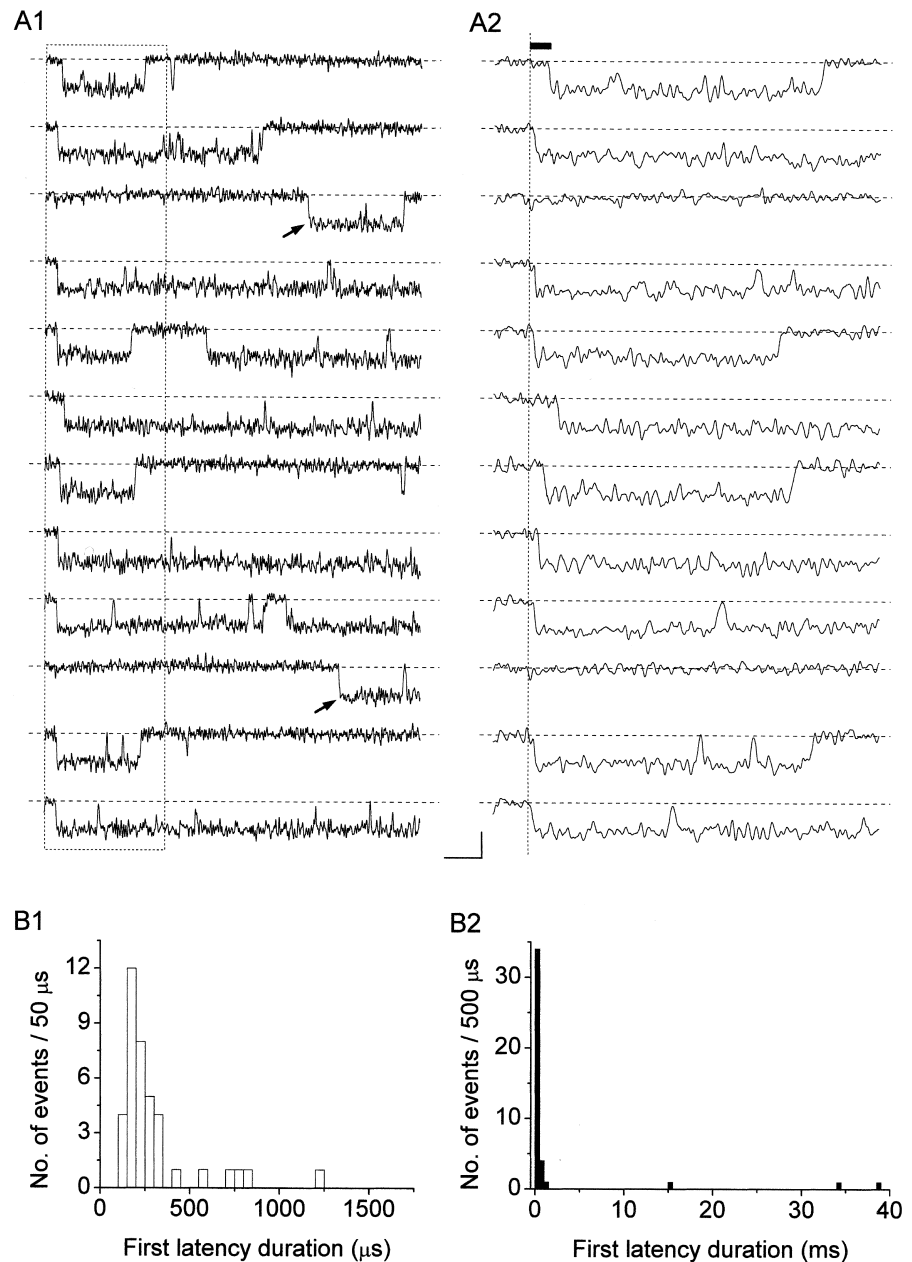 A1
A2
B1
No. of events / 50 μs
12
9
6
3
0
0
500
1000
1500
First latency duration (μs)
B2
No. of events / 500 μs
30
20
10
0
0
10
20
30
40
First latency duration (ms)